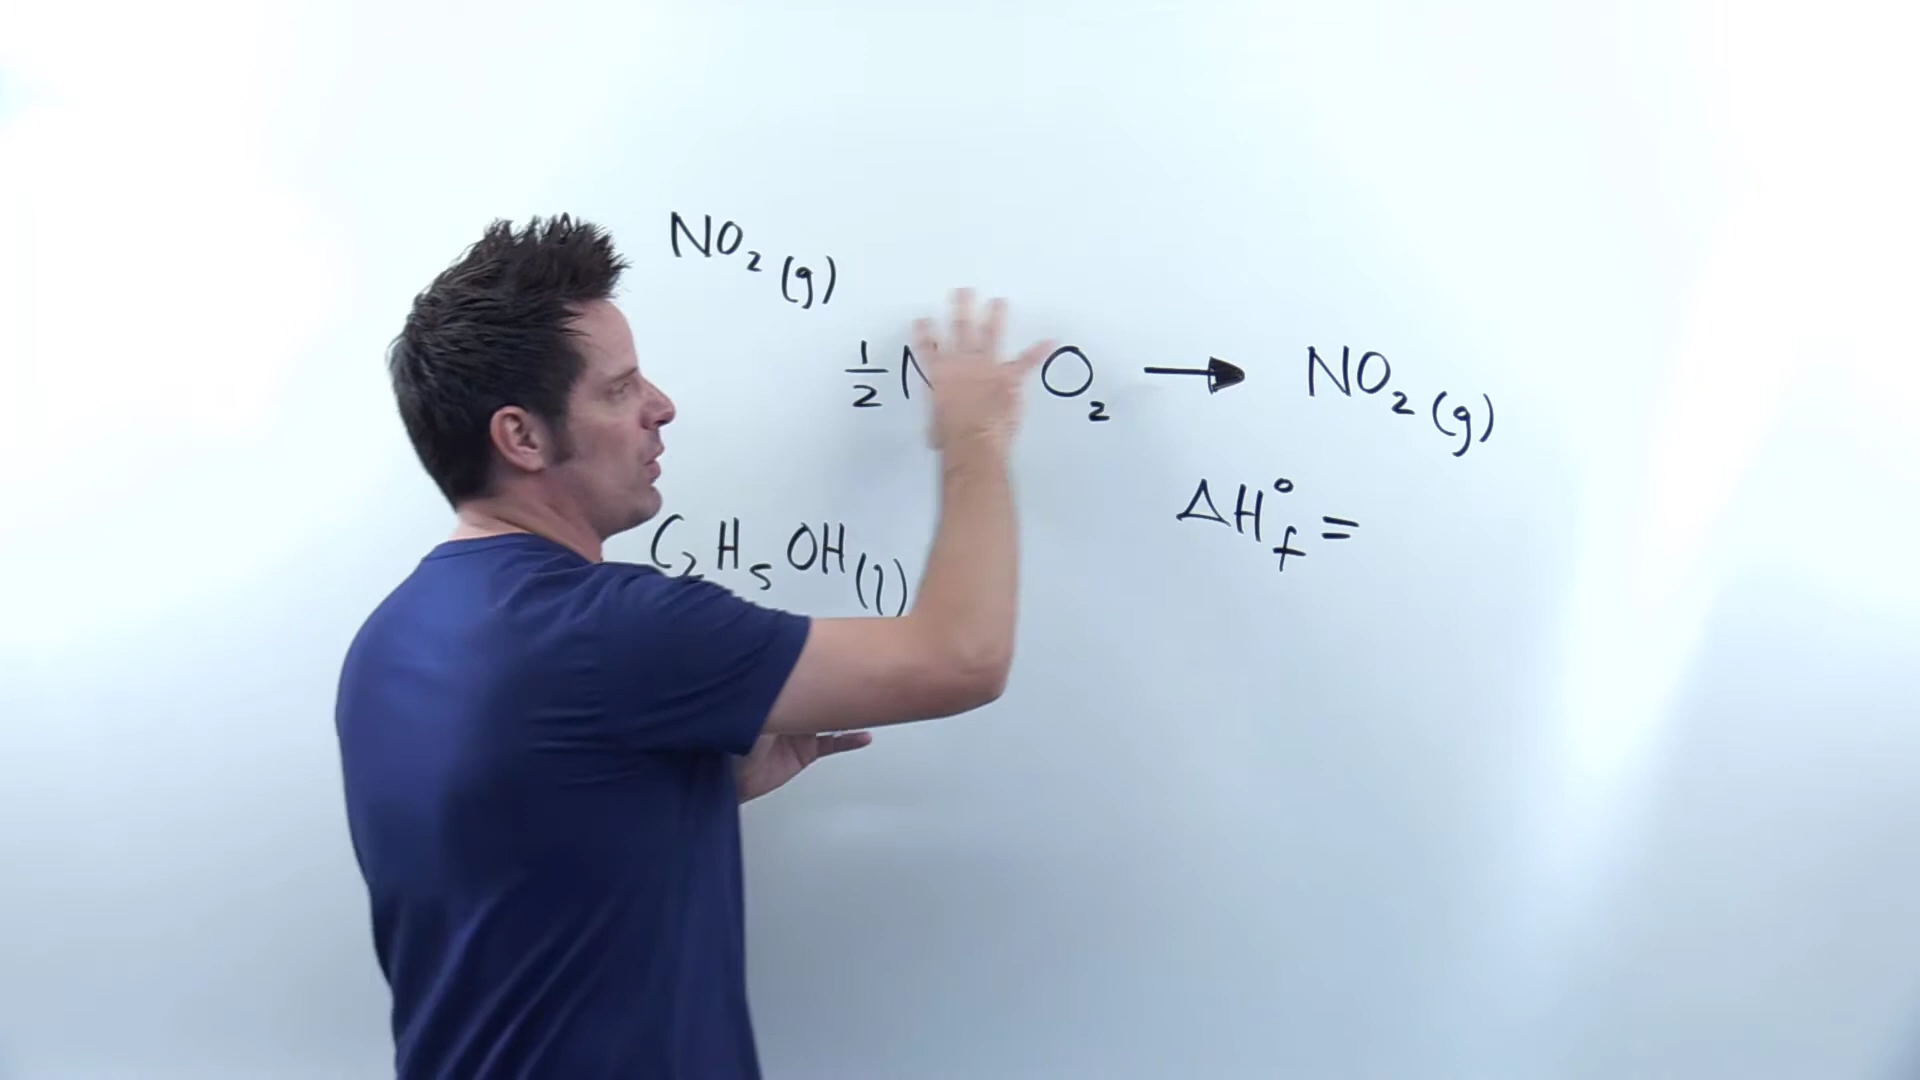 NO₂ (g)
½ N O₂ → NO₂ (g)
ΔH°f =
C₂H₅OH (l)